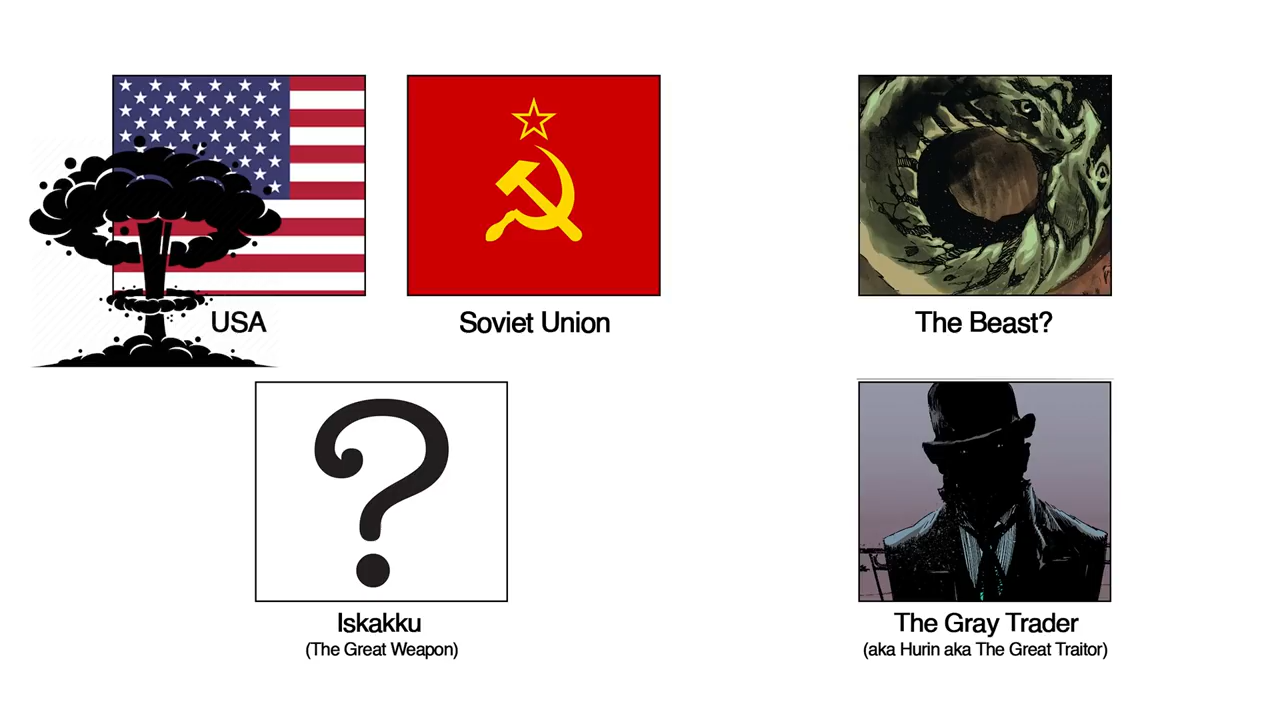 USA
Soviet Union
The Beast?
?
Iskakku
(The Great Weapon)
The Gray Trader
(aka Hurin aka The Great Traitor)